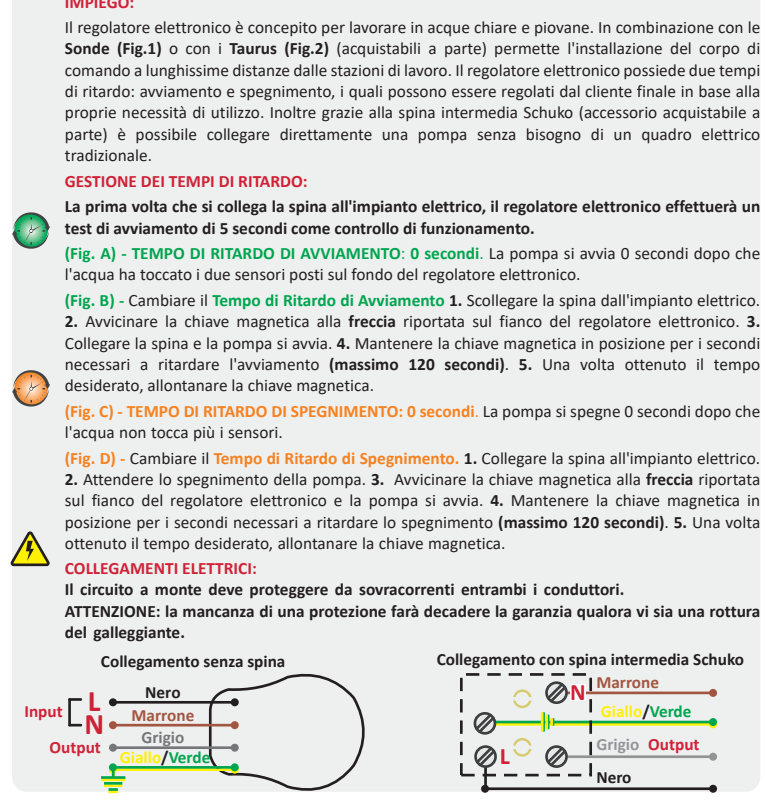 IMPIEGO:
Il regolatore elettronico è concepito per lavorare in acque chiare e piovane. In combinazione con le
Sonde (Fig.1) o con i Taurus (Fig.2) (acquistabili a parte) permette l'installazione del corpo di
comando a lunghissime distanze dalle stazioni di lavoro. Il regolatore elettronico possiede due tempi
di ritardo: avviamento e spegnimento, i quali possono essere regolati dal cliente finale in base alla
proprie necessità di utilizzo. Inoltre grazie alla spina intermedia Schuko (accessorio acquistabile a
parte) è possibile collegare direttamente una pompa senza bisogno di un quadro elettrico
tradizionale.
GESTIONE DEI TEMPI DI RITARDO:
La prima volta che si collega la spina all'impianto elettrico, il regolatore elettronico effettuerà un
test di avviamento di 5 secondi come controllo di funzionamento.
(Fig. A) - TEMPO DI RITARDO DI AVVIAMENTO: 0 secondi. La pompa si avvia 0 secondi dopo che
l'acqua ha toccato i due sensori posti sul fondo del regolatore elettronico.
(Fig. B) - Cambiare il Tempo di Ritardo di Avviamento 1. Scollegare la spina dall'impianto elettrico.
2. Avvicinare la chiave magnetica alla freccia riportata sul fianco del regolatore elettronico. 3.
Collegare la spina e la pompa si avvia. 4. Mantenere la chiave magnetica in posizione per i secondi
necessari a ritardare l'avviamento (massimo 120 secondi). 5. Una volta ottenuto il tempo
desiderato, allontanare la chiave magnetica.
(Fig. C) - TEMPO DI RITARDO DI SPEGNIMENTO: 0 secondi. La pompa si spegne 0 secondi dopo che
l'acqua non tocca più i sensori.
(Fig. D) - Cambiare il Tempo di Ritardo di Spegnimento. 1. Collegare la spina all'impianto elettrico.
2. Attendere lo spegnimento della pompa. 3. Avvicinare la chiave magnetica alla freccia riportata
sul fianco del regolatore elettronico e la pompa si avvia. 4. Mantenere la chiave magnetica in
posizione per i secondi necessari a ritardare lo spegnimento (massimo 120 secondi). 5. Una volta
ottenuto il tempo desiderato, allontanare la chiave magnetica.
COLLEGAMENTI ELETTRICI:
Il circuito a monte deve proteggere da sovracorrenti entrambi i conduttori.
ATTENZIONE: la mancanza di una protezione farà decadere la garanzia qualora vi sia una rottura
del galleggiante.
Collegamento senza spina
Input
L
N
Nero
Marrone
Output
Grigio
Giallo/Verde
Collegamento con spina intermedia Schuko
N
Marrone
Giallo/Verde
L
Grigio Output
Nero